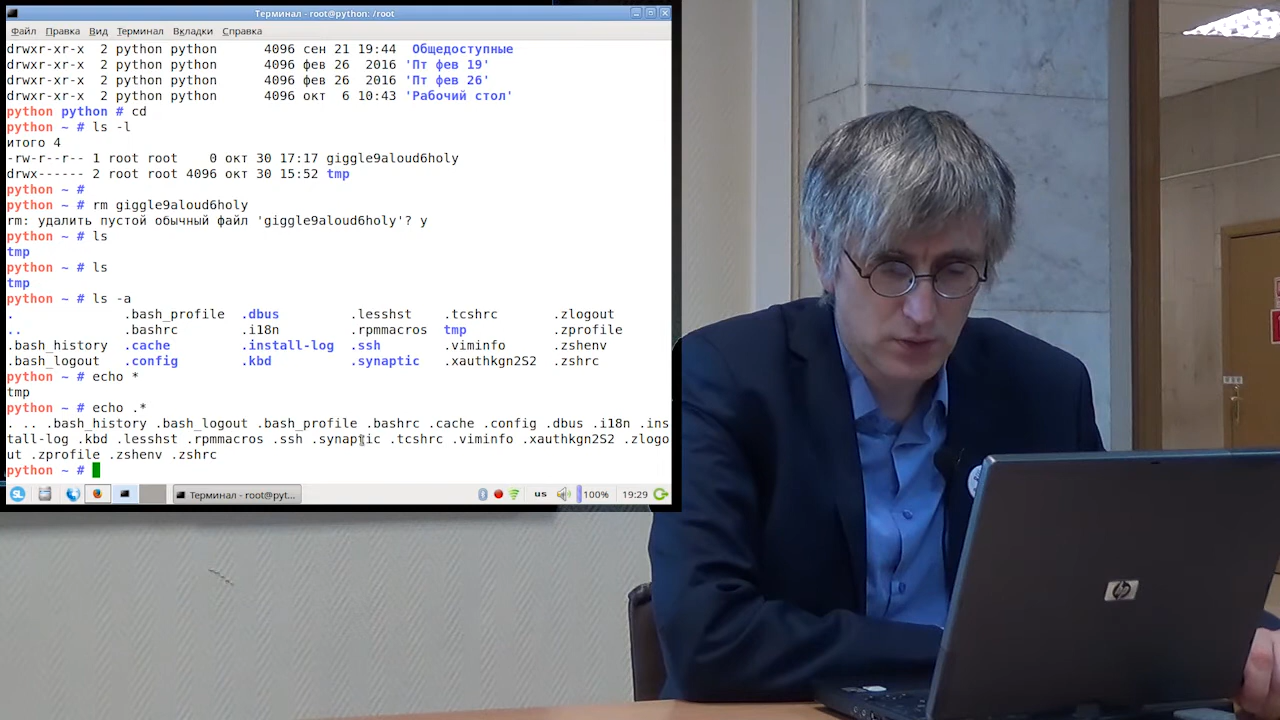 Терминал - root@python: /root
Файл Правка Вид Терминал Вкладки Справка
drwxr-xr-x 2 python python 4096 сен 21 19:44 Общедоступные
drwxr-xr-x 2 python python 4096 фев 26 2016 'Пт фев 19'
drwxr-xr-x 2 python python 4096 фев 26 2016 'Пт фев 26'
drwxr-xr-x 2 python python 4096 окт 6 10:43 'Рабочий стол'
python python # cd
python ~ # ls -l
итого 4
-rw-r--r-- 1 root root 0 окт 30 17:17 giggle9aloud6holy
drwx------ 2 root root 4096 окт 30 15:52 tmp
python ~ #
python ~ # rm giggle9aloud6holy
rm: удалить пустой обычный файл 'giggle9aloud6holy'? y
python ~ # ls
tmp
python ~ # ls
tmp
python ~ # ls -a
. .bash_profile .dbus .lesshst .tcshrc .zlogout
.. .bashrc .i18n .rpmmacros tmp .zprofile
.bash_history .cache .install-log .ssh .viminfo .zshenv
.bash_logout .config .kbd .synaptic .xauthkgn2S2 .zshrc
python ~ # echo *
tmp
python ~ # echo .*
. .. .bash_history .bash_logout .bash_profile .bashrc .cache .config .dbus .i18n .ins
tall-log .kbd .lesshst .rpmmacros .ssh .synaptic .tcshrc .viminfo .xauthkgn2S2 .zlogo
ut .zprofile .zshenv .zshrc
python ~ #
Терминал - root@pyt...
us
100%
19:29
hp